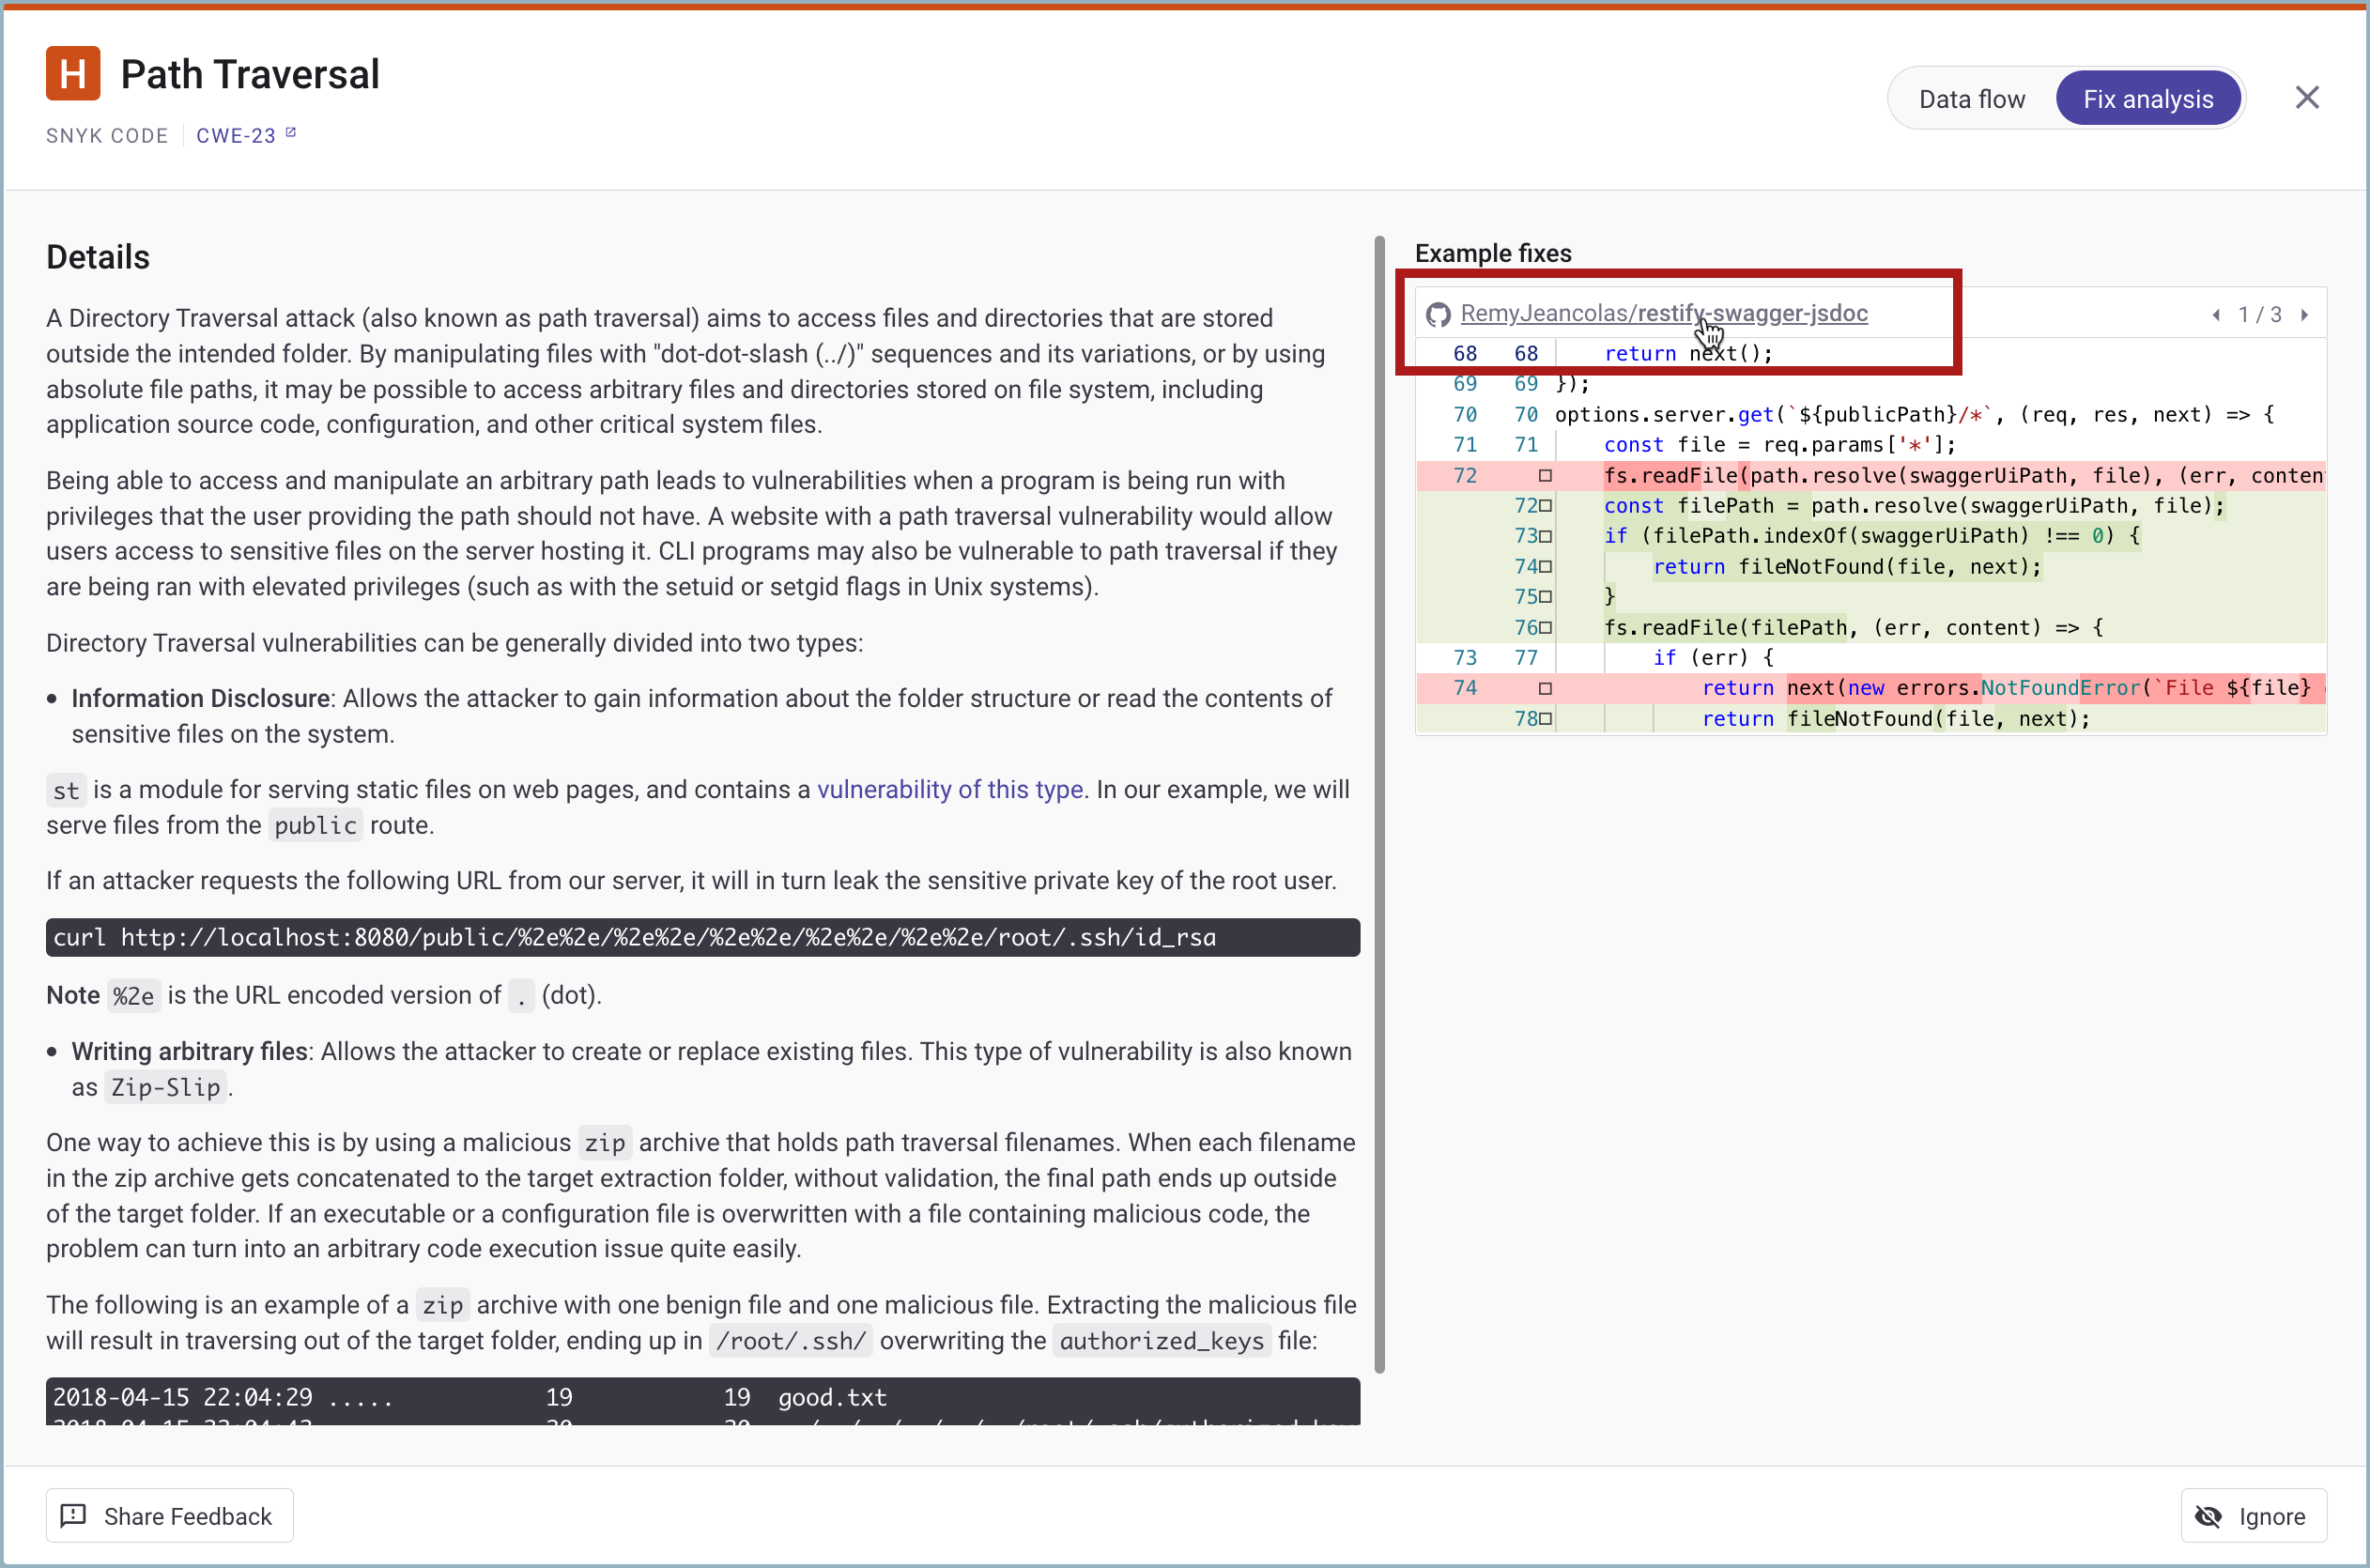 H Path Traversal
SNYK CODE CWE-23
Data flow Fix analysis
Details
A Directory Traversal attack (also known as path traversal) aims to access files and directories that are stored
outside the intended folder. By manipulating files with "dot-dot-slash (../)" sequences and its variations, or by using
absolute file paths, it may be possible to access arbitrary files and directories stored on file system, including
application source code, configuration, and other critical system files.
Being able to access and manipulate an arbitrary path leads to vulnerabilities when a program is being run with
privileges that the user providing the path should not have. A website with a path traversal vulnerability would allow
users access to sensitive files on the server hosting it. CLI programs may also be vulnerable to path traversal if they
are being ran with elevated privileges (such as with the setuid or setgid flags in Unix systems).
Directory Traversal vulnerabilities can be generally divided into two types:
• Information Disclosure: Allows the attacker to gain information about the folder structure or read the contents of
sensitive files on the system.
st is a module for serving static files on web pages, and contains a vulnerability of this type. In our example, we will
serve files from the public route.
If an attacker requests the following URL from our server, it will in turn leak the sensitive private key of the root user.
curl http://localhost:8080/public/%2e%2e/%2e%2e/%2e%2e/%2e%2e/%2e%2e/root/.ssh/id_rsa
Note %2e is the URL encoded version of . (dot).
• Writing arbitrary files: Allows the attacker to create or replace existing files. This type of vulnerability is also known
as Zip-Slip.
One way to achieve this is by using a malicious zip archive that holds path traversal filenames. When each filename
in the zip archive gets concatenated to the target extraction folder, without validation, the final path ends up outside
of the target folder. If an executable or a configuration file is overwritten with a file containing malicious code, the
problem can turn into an arbitrary code execution issue quite easily.
The following is an example of a zip archive with one benign file and one malicious file. Extracting the malicious file
will result in traversing out of the target folder, ending up in /root/.ssh/ overwriting the authorized_keys file:
2018-04-15 22:04:29 ..... 19 19 good.txt
Example fixes
RemyJeancolas/restify-swagger-jsdoc 1 / 3
68 68 return next();
69 69 });
70 70 options.server.get(`${publicPath}/*`, (req, res, next) => {
71 71 const file = req.params['*'];
72 fs.readFile(path.resolve(swaggerUiPath, file), (err, conten
72 const filePath = path.resolve(swaggerUiPath, file);
73 if (filePath.indexOf(swaggerUiPath) !== 0) {
74 return fileNotFound(file, next);
75 }
76 fs.readFile(filePath, (err, content) => {
73 77 if (err) {
74 return next(new errors.NotFoundError(`File ${file}
78 return fileNotFound(file, next);
Share Feedback
Ignore